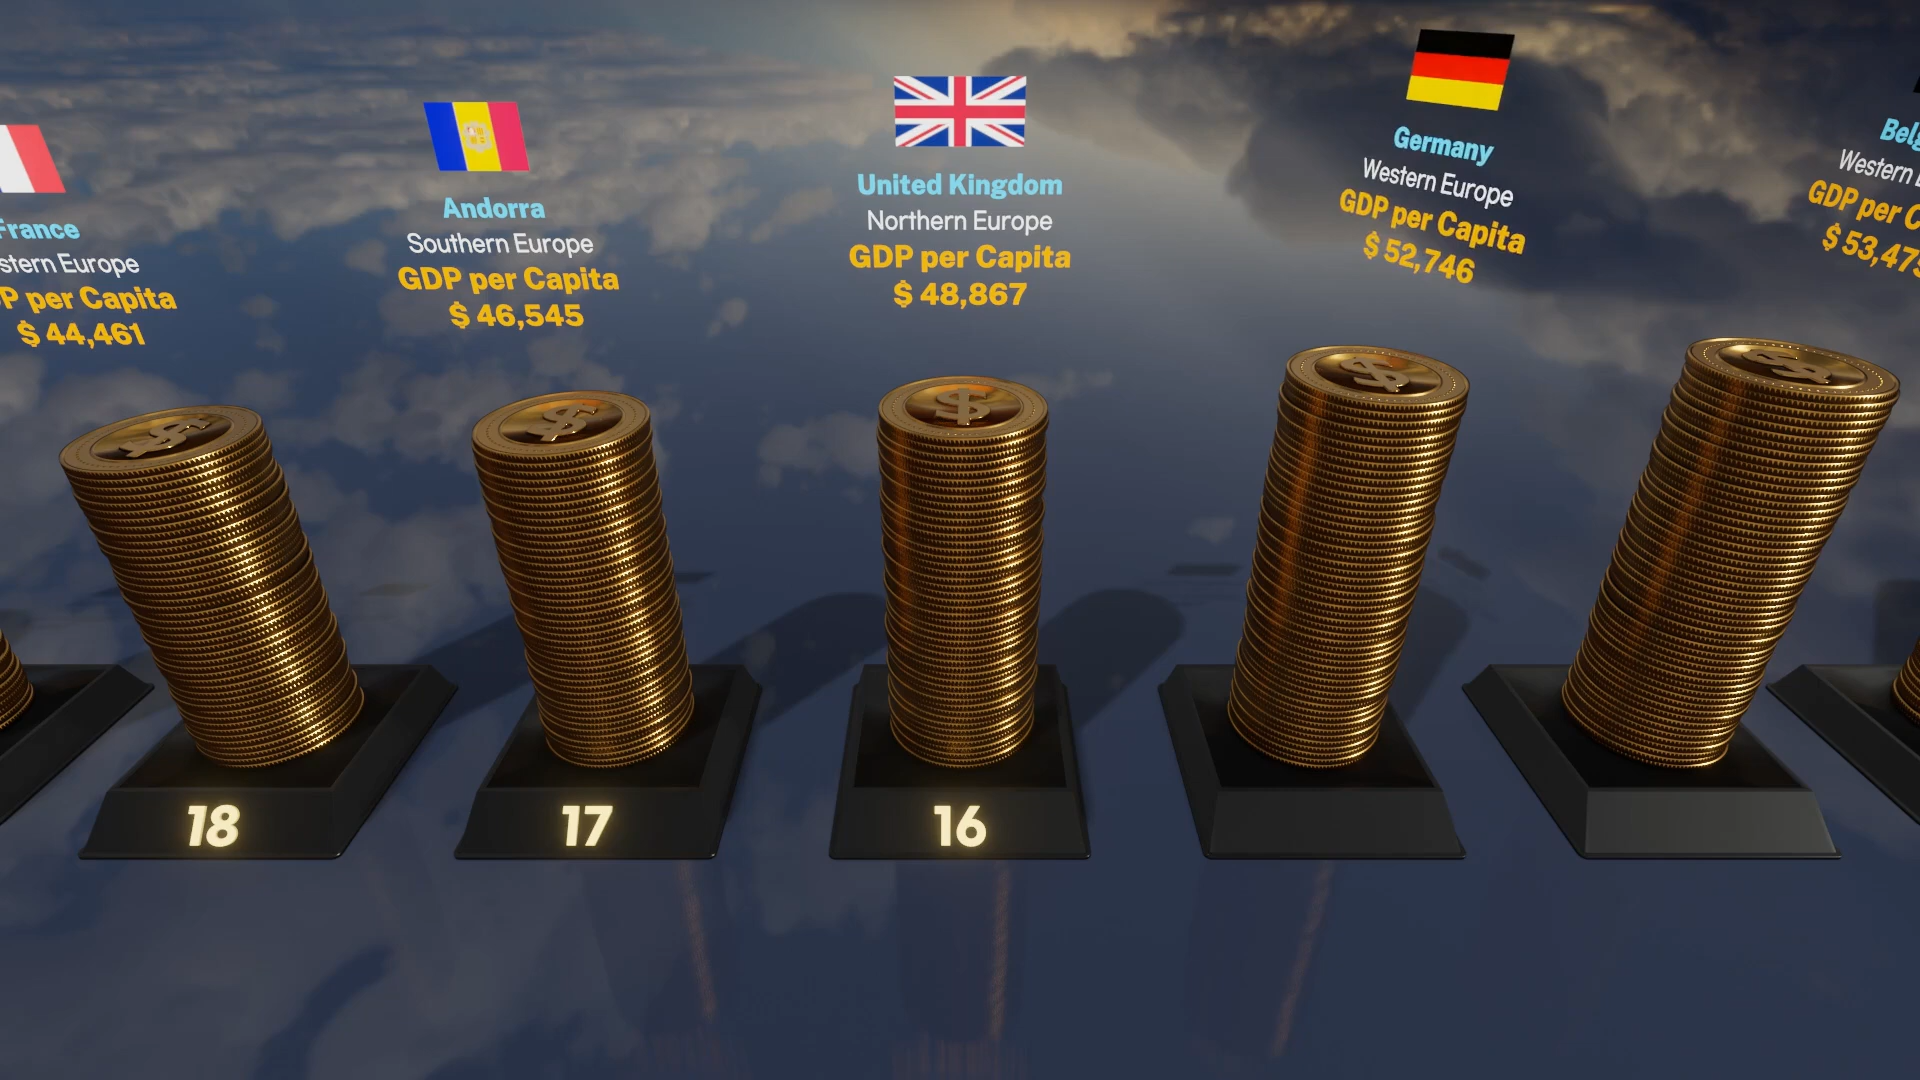 France
stern Europe
P per Capita
$ 44,461
Andorra
Southern Europe
GDP per Capita
$ 46,545
United Kingdom
Northern Europe
GDP per Capita
$ 48,867
Germany
Western Europe
GDP per Capita
$ 52,746
Belg
Western
GDP per C
$ 53,475
18
17
16